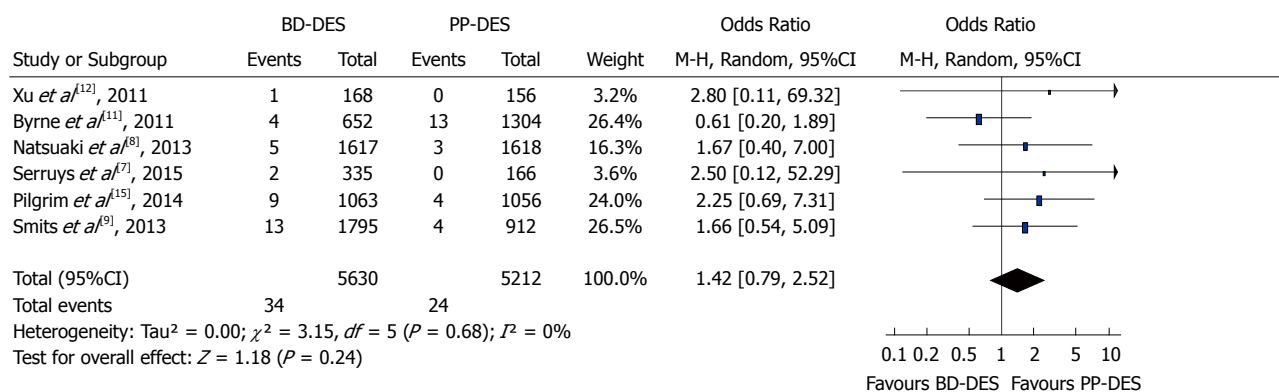 BD-DES PP-DES Odds Ratio Odds Ratio
Study or Subgroup Events Total Events Total Weight M-H, Random, 95%CI M-H, Random, 95%CI
Xu et al[12], 2011 1 168 0 156 3.2% 2.80 [0.11, 69.32]
Byrne et al[11], 2011 4 652 13 1304 26.4% 0.61 [0.20, 1.89]
Natsuaki et al[8], 2013 5 1617 3 1618 16.3% 1.67 [0.40, 7.00]
Serruys et al[7], 2015 2 335 0 166 3.6% 2.50 [0.12, 52.29]
Pilgrim et al[15], 2014 9 1063 4 1056 24.0% 2.25 [0.69, 7.31]
Smits et al[9], 2013 13 1795 4 912 26.5% 1.66 [0.54, 5.09]
Total (95%CI) 5630 5212 100.0% 1.42 [0.79, 2.52]
Total events 34 24
Heterogeneity: Tau² = 0.00; χ² = 3.15, df = 5 (P = 0.68); I² = 0%
Test for overall effect: Z = 1.18 (P = 0.24)
0.1 0.2 0.5 1 2 5 10
Favours BD-DES Favours PP-DES